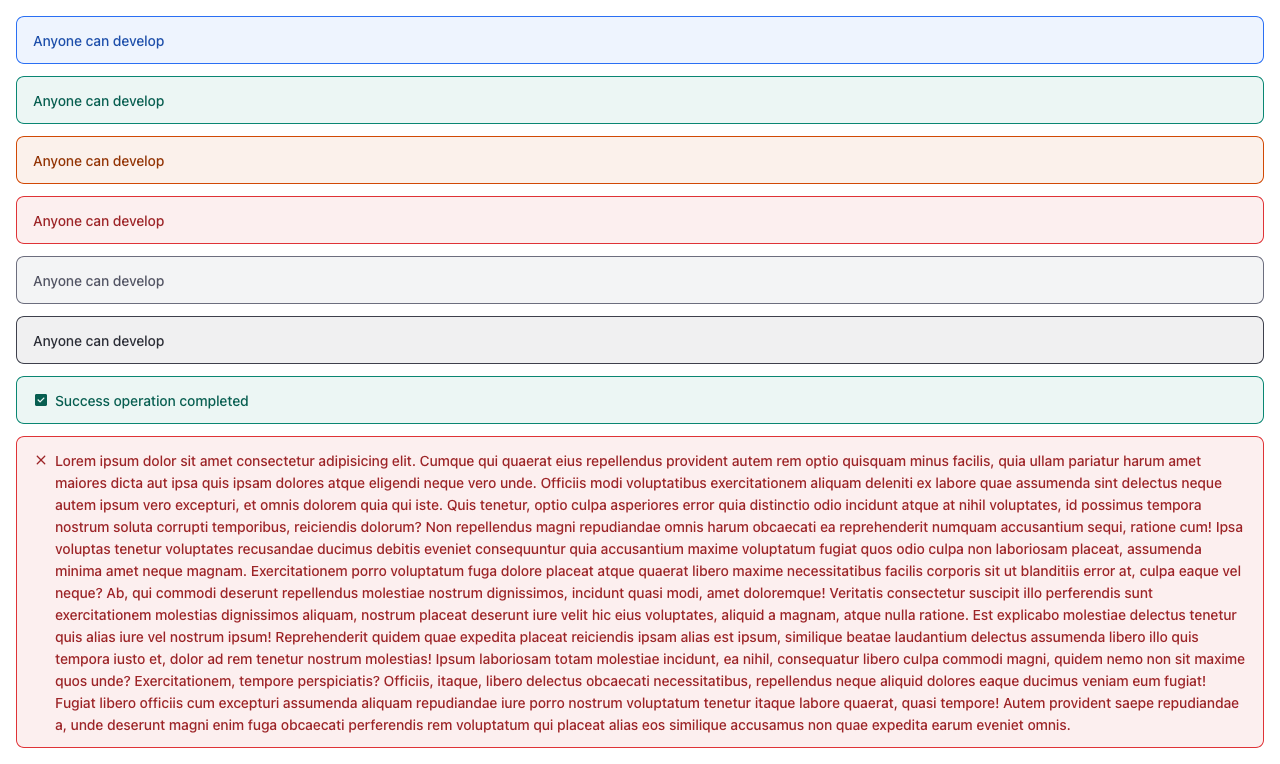 Anyone can develop
Anyone can develop
Anyone can develop
Anyone can develop
Anyone can develop
Anyone can develop
Success operation completed
Lorem ipsum dolor sit amet consectetur adipisicing elit. Cumque qui quaerat eius repellendus provident autem rem optio quisquam minus facilis, quia ullam pariatur harum amet
maiores dicta aut ipsa quis ipsam dolores atque eligendi neque vero unde. Officiis modi voluptatibus exercitationem aliquam deleniti ex labore quae assumenda sint delectus neque
autem ipsum vero excepturi, et omnis dolorem quia qui iste. Quis tenetur, optio culpa asperiores error quia distinctio odio incidunt atque at nihil voluptates, id possimus tempora
nostrum soluta corrupti temporibus, reiciendis dolorum? Non repellendus magni repudiandae omnis harum obcaecati ea reprehenderit numquam accusantium sequi, ratione cum! Ipsa
voluptas tenetur voluptates recusandae ducimus debitis eveniet consequuntur quia accusantium maxime voluptatum fugiat quos odio culpa non laboriosam placeat, assumenda
minima amet neque magnam. Exercitationem porro voluptatum fuga dolore placeat atque quaerat libero maxime necessitatibus facilis corporis sit ut blanditiis error at, culpa eaque vel
neque? Ab, qui commodi deserunt repellendus molestiae nostrum dignissimos, incidunt quasi modi, amet doloremque! Veritatis consectetur suscipit illo perferendis sunt
exercitationem molestias dignissimos aliquam, nostrum placeat deserunt iure velit hic eius voluptates, aliquid a magnam, atque nulla ratione. Est explicabo molestiae delectus tenetur
quis alias iure vel nostrum ipsum! Reprehenderit quidem quae expedita placeat reiciendis ipsam alias est ipsum, similique beatae laudantium delectus assumenda libero illo quis
tempora iusto et, dolor ad rem tenetur nostrum molestias! Ipsum laboriosam totam molestiae incidunt, ea nihil, consequatur libero culpa commodi magni, quidem nemo non sit maxime
quos unde? Exercitationem, tempore perspiciatis? Officiis, itaque, libero delectus obcaecati necessitatibus, repellendus neque aliquid dolores eaque ducimus veniam eum fugiat!
Fugiat libero officiis cum excepturi assumenda aliquam repudiandae iure porro nostrum voluptatum tenetur itaque labore quaerat, quasi tempore! Autem provident saepe repudiandae
a, unde deserunt magni enim fuga obcaecati perferendis rem voluptatum qui placeat alias eos similique accusamus non quae expedita earum eveniet omnis.